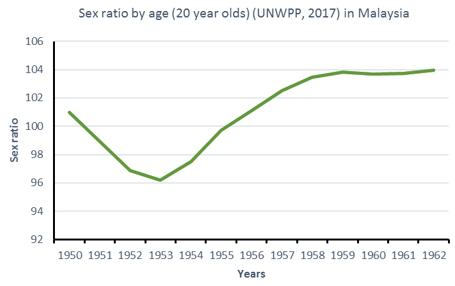 Sex ratio by age (20 year olds) (UNWPP, 2017) in Malaysia
106
104
102
100
98
96
94
92
Sex ratio
1950 1951 1952 1953 1954 1955 1956 1957 1958 1959 1960 1961 1962
Years